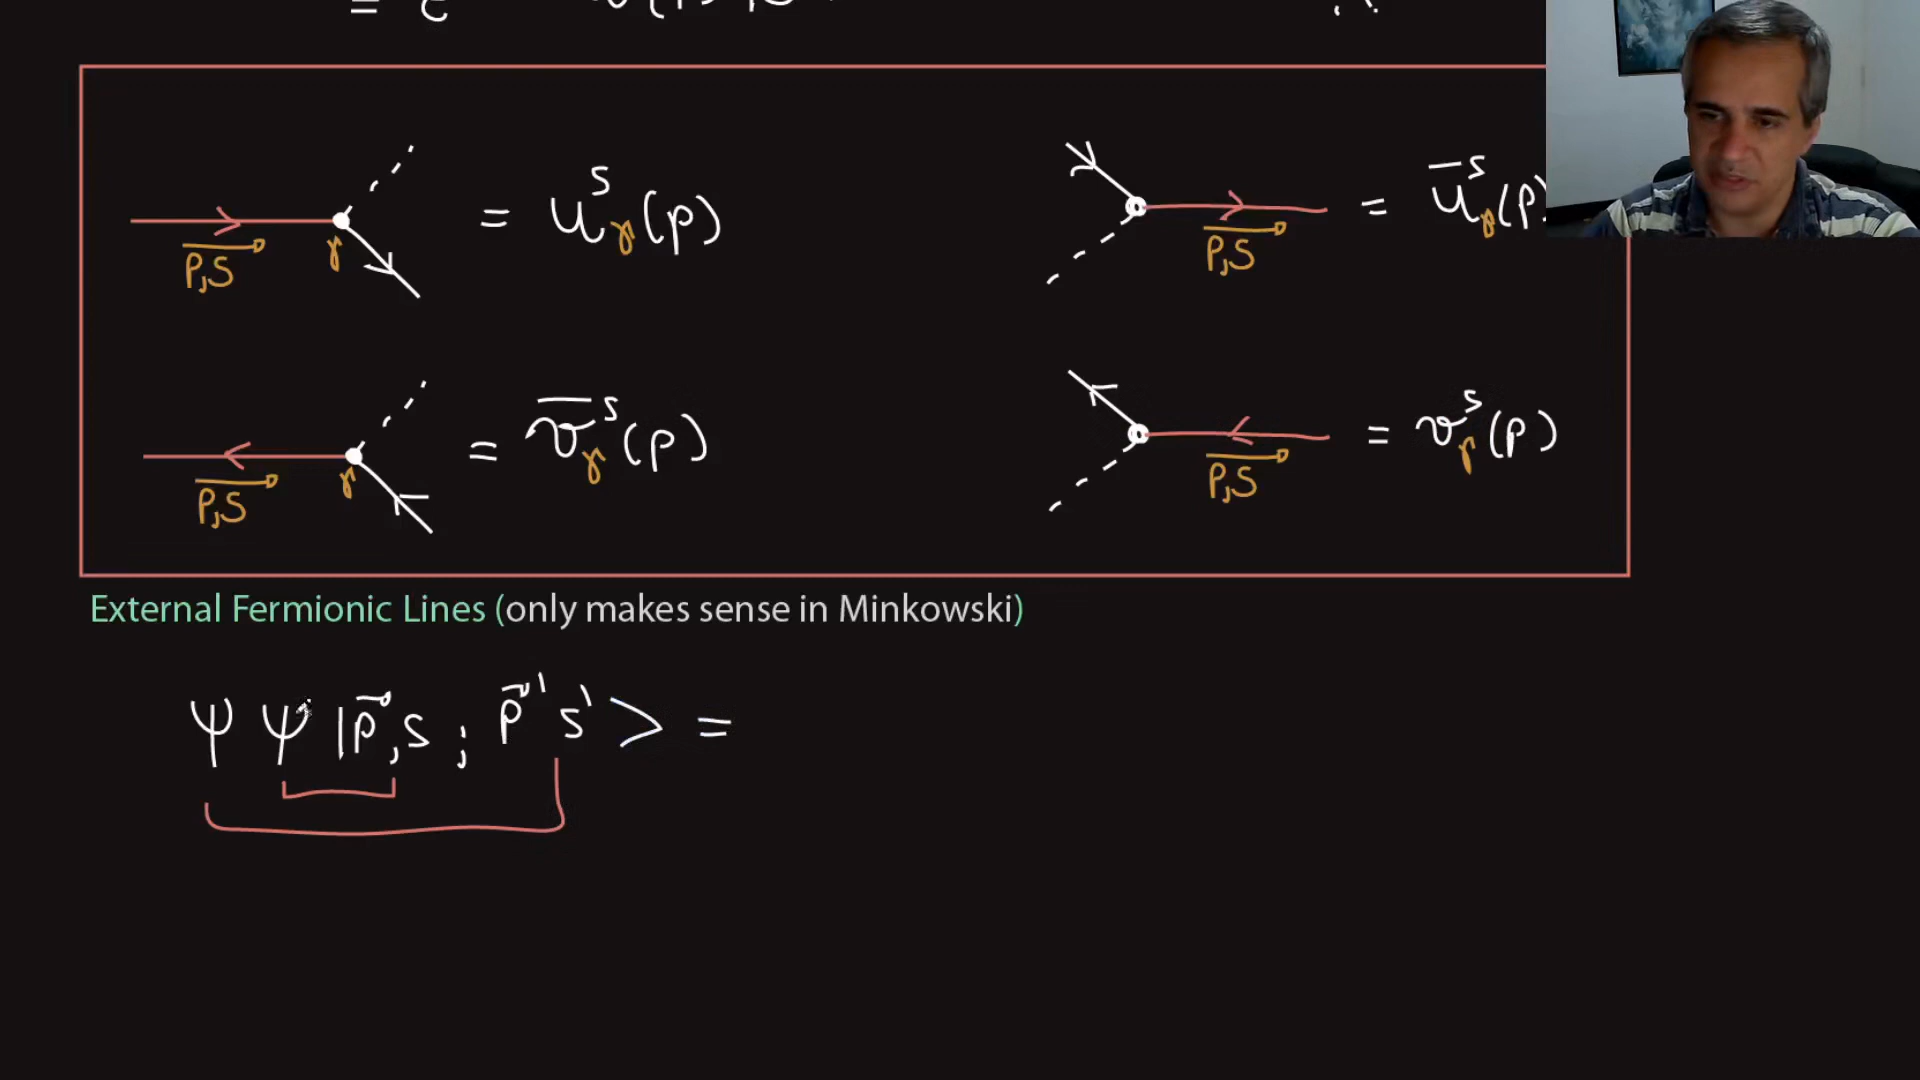 = u^s_γ(p)
p,s γ
= ū^s_γ(p)
p,s
= v̄^s_γ(p)
p,s γ
= v^s_γ(p)
p,s
External Fermionic Lines (only makes sense in Minkowski)
ψ ψ |p⃗,s ; p⃗' s' > =